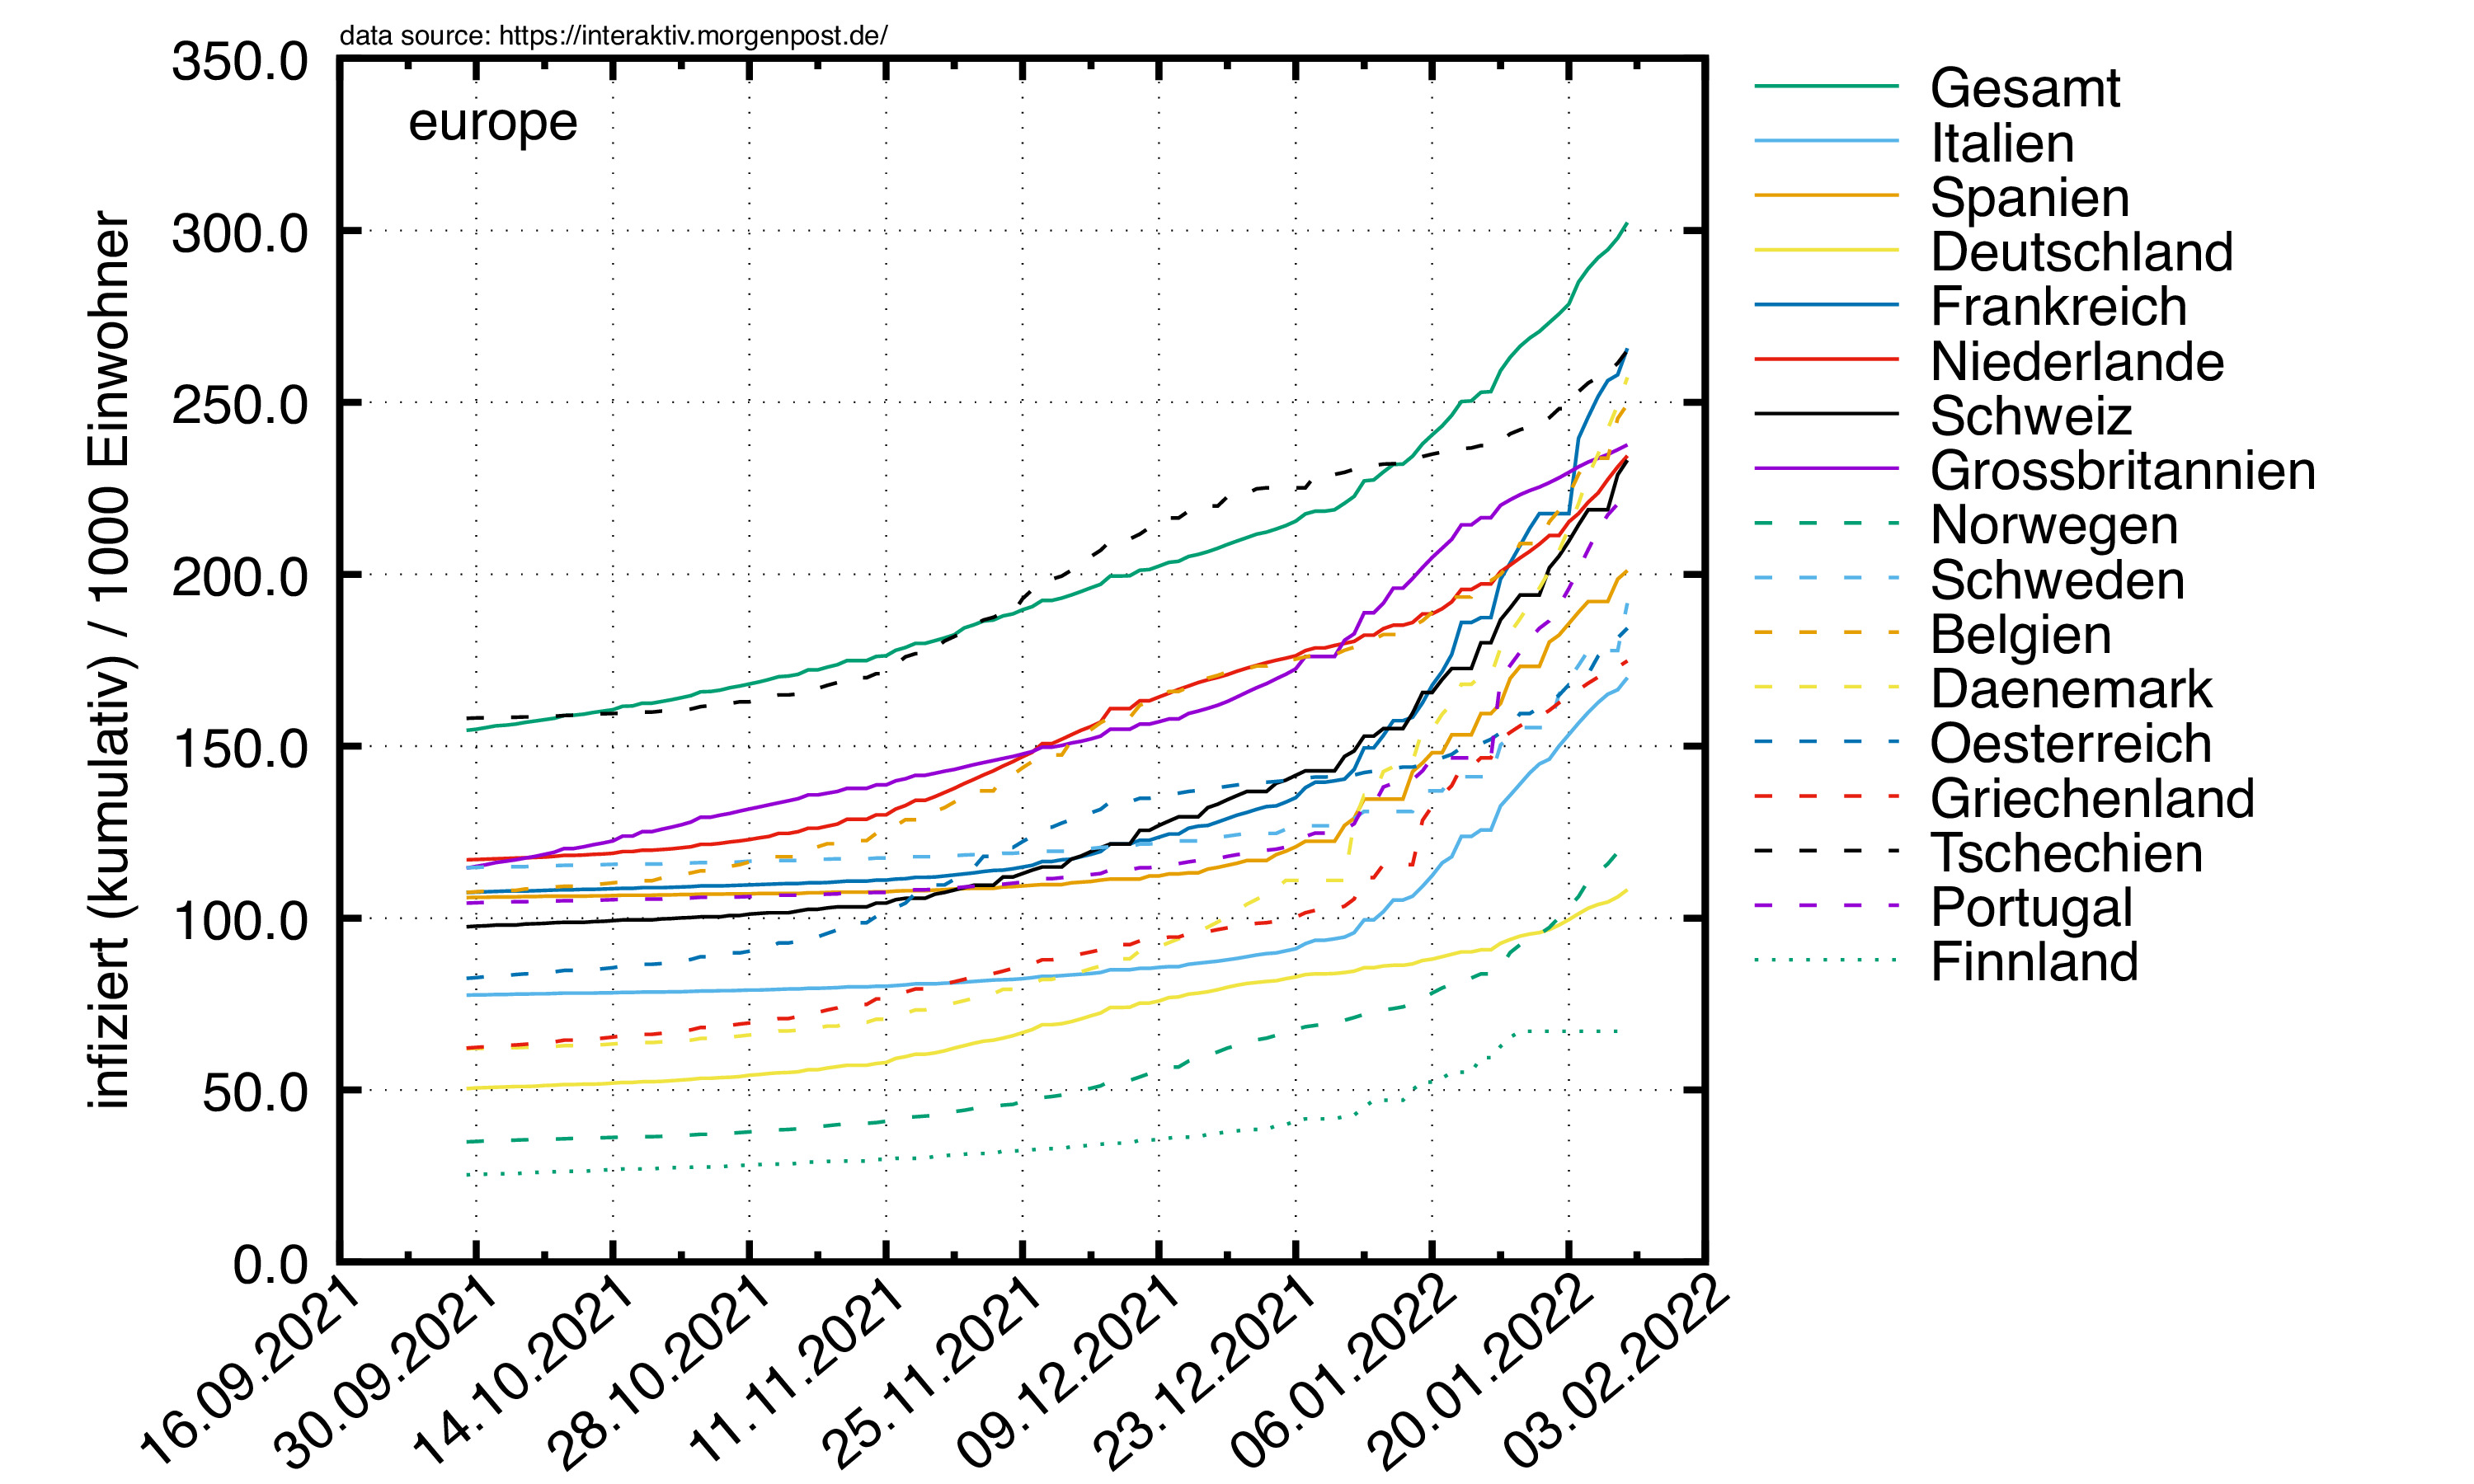 data source: https://interaktiv.morgenpost.de/
europe
infiziert (kumulativ) / 1000 Einwohner
350.0
300.0
250.0
200.0
150.0
100.0
50.0
0.0
16.09.2021
30.09.2021
14.10.2021
28.10.2021
11.11.2021
25.11.2021
09.12.2021
23.12.2021
06.01.2022
20.01.2022
03.02.2022
Gesamt
Italien
Spanien
Deutschland
Frankreich
Niederlande
Schweiz
Grossbritannien
Norwegen
Schweden
Belgien
Daenemark
Oesterreich
Griechenland
Tschechien
Portugal
Finnland